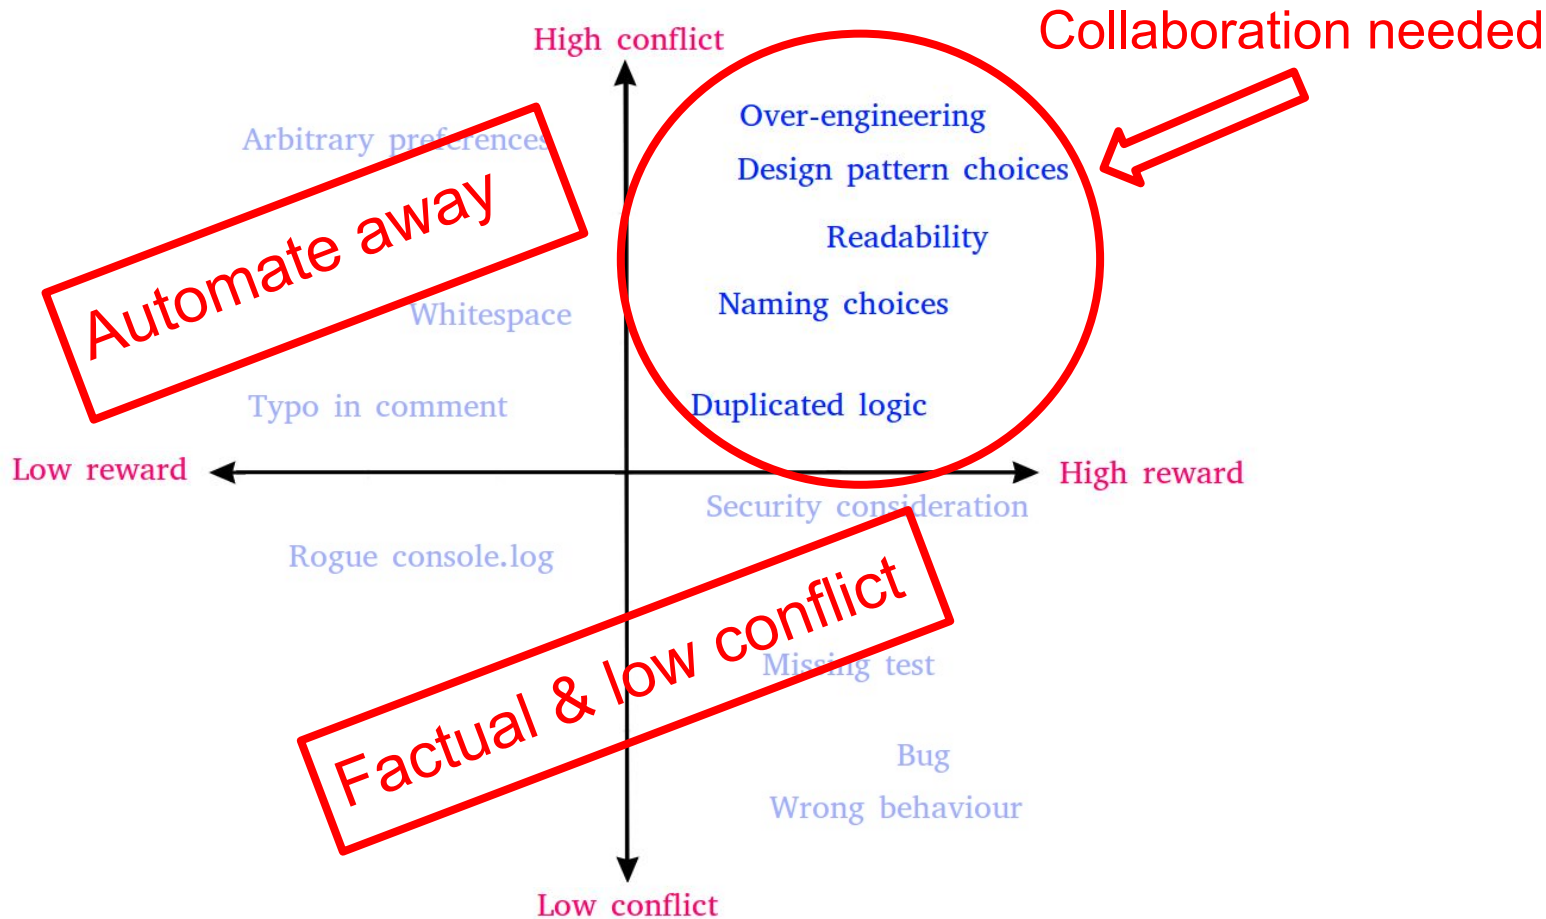 Collaboration needed
High conflict
Over-engineering
Arbitrary preferences
Design pattern choices
Automate away
Readability
Naming choices
Whitespace
Typo in comment
Duplicated logic
Low reward
High reward
Security consideration
Rogue console.log
Factual & low conflict
Missing test
Bug
Wrong behaviour
Low conflict